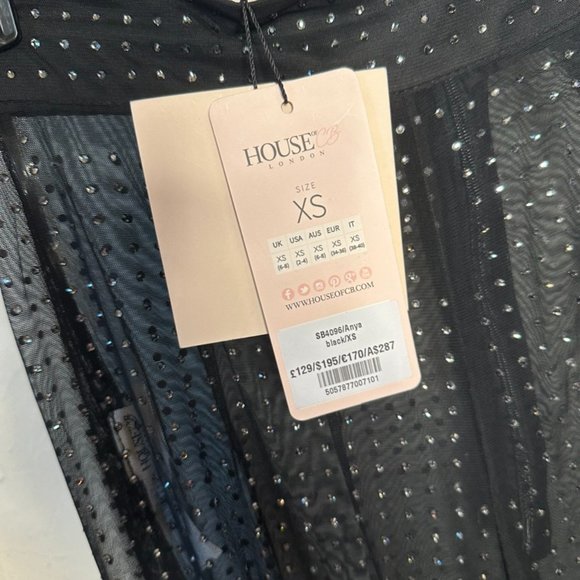 HOUSE OF CB
LONDON
SIZE
XS
UK USA AUS EUR IT
XS XS XS XS XS
(6-8) (2-4) (6-8) (34-36) (38-40)
WWW.HOUSEOFCB.COM
SB4096/Anya
black/XS
£129/$195/€170/A$287
5057877007101